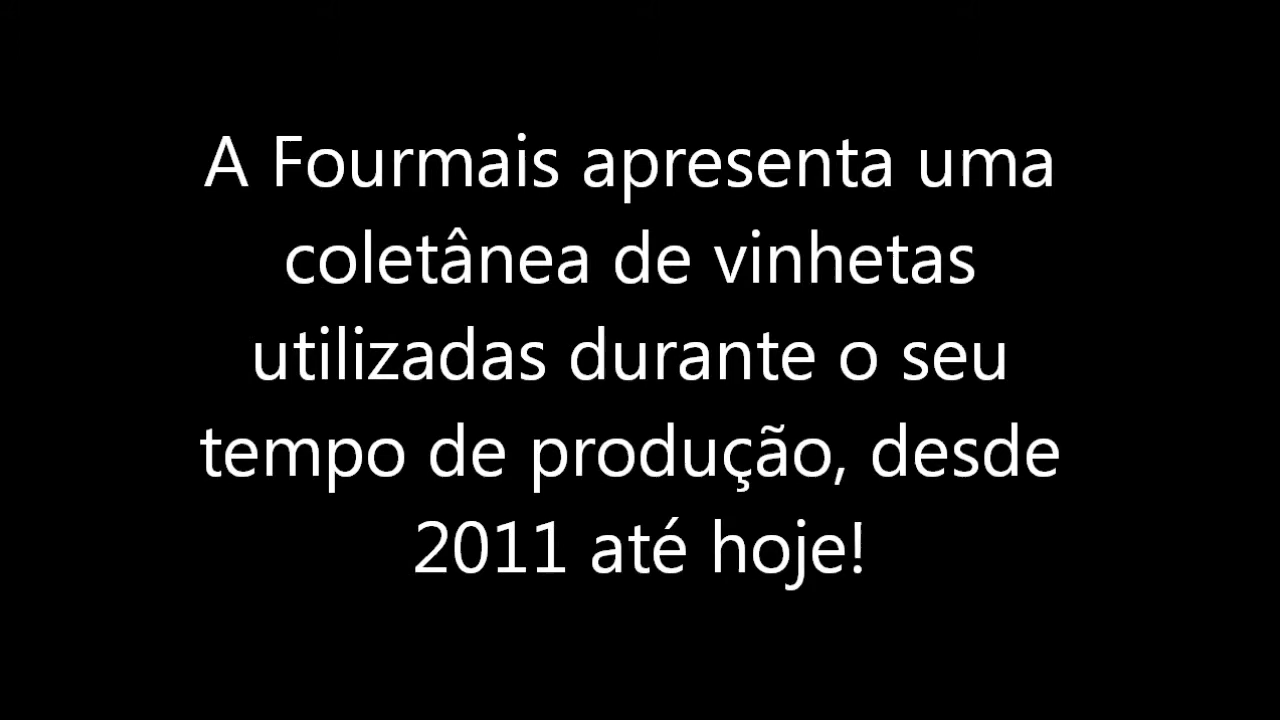 A Fourmais apresenta uma
coletânea de vinhetas
utilizadas durante o seu
tempo de produção, desde
2011 até hoje!